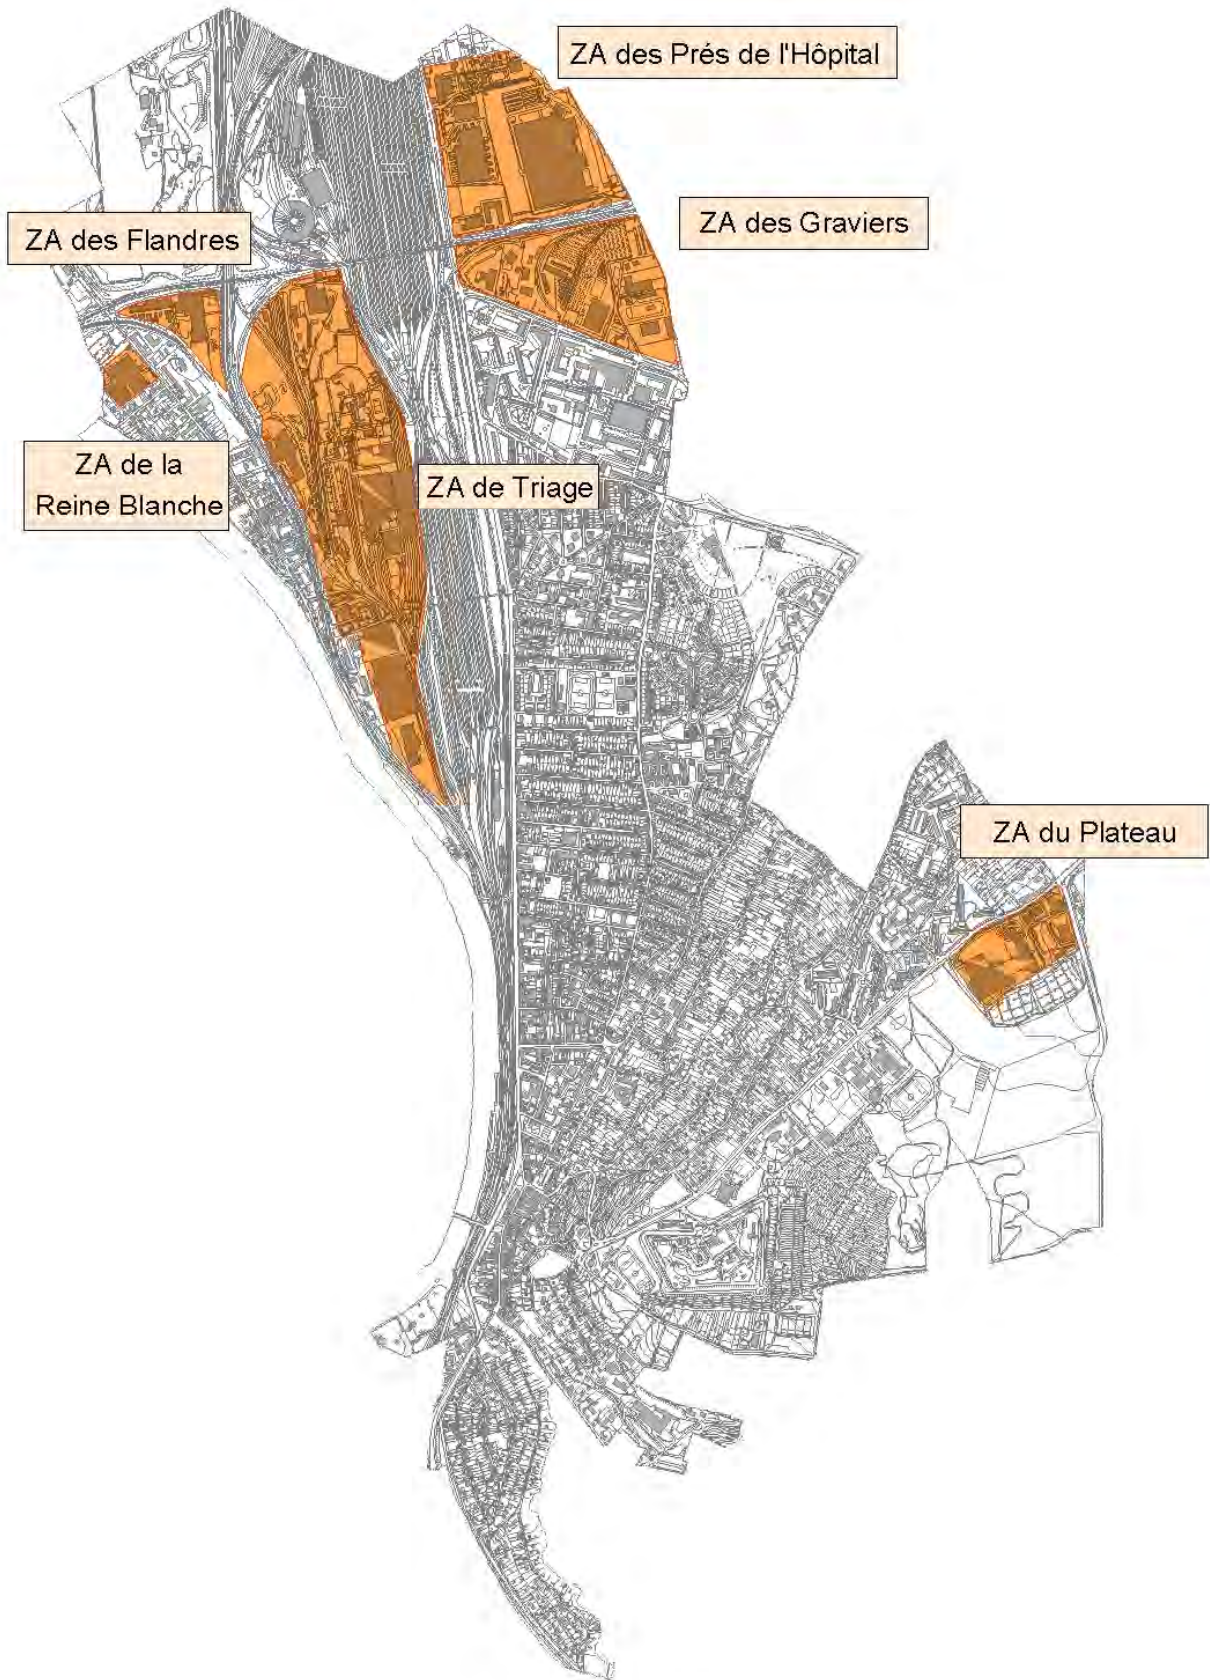 ZA des Prés de l'Hôpital
ZA des Graviers
ZA des Flandres
ZA de la
Reine Blanche
ZA de Triage
ZA du Plateau